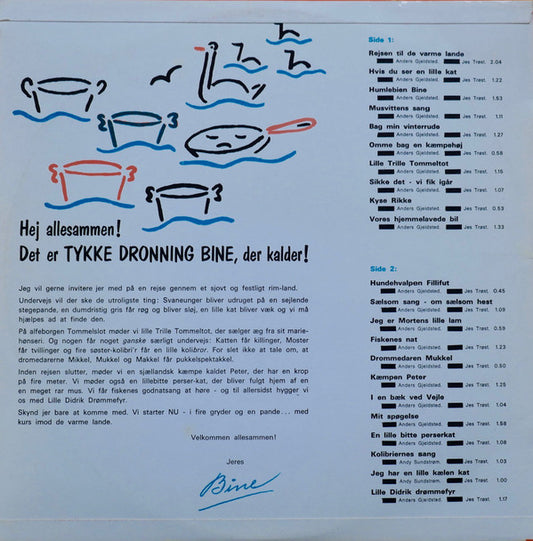 Hej allesammen!
Det er TYKKE DRONNING BINE, der kalder!
Jeg vil gerne invitere jer med på en rejse gennem et sjovt og festligt rim-land.
Undervejs vil der ske de utroligste ting: Svaneunger bliver udruget på en sejlende
stegepande, en dumdristig gris får røg og bliver sløj, en lille kat bliver væk og vi må
hjælpes ad at finde den.
På alfeborgen Tommelslot møder vi lille Trille Tommeltot, der sælger æg fra sit marie-
hønseri. Og nogen får noget ganske særligt undervejs: Katten får killinger, Moster
får tvillinger og fire søster-kolibri'r får en lille kolibror. For slet ikke at tale om, at
dromedarerne Mikkel, Mukkel og Makkel får pukkelspektakkel.
Inden rejsen slutter, møder vi en sjællandsk kæmpe kaldet Peter, der har en krop
på fire meter. Vi møder også en lillebitte perser-kat, der bliver fulgt hjem af en
en meget rar mus. Vi får fiskenes godnatsang at høre - og til allersidst hygger vi
os med Lille Didrik Drømmefyr.
Skynd jer bare at komme med. Vi starter NU - i fire gryder og en pande... med
kurs imod de varme lande.
Velkommen allesammen!
Jeres
Bine
Side 1:
Rejsen til de varme lande
Anders Gjeldsted. Jes Trøst. 2.04
Hvis du ser en lille kat
Anders Gjeldsted. Jes Trøst. 1.22
Humlebien Bine
Anders Gjeldsted. Jes Trøst. 1.53
Musvittens sang
Anders Gjeldsted. Jes Trøst. 1.11
Bag min vinterrude
Anders Gjeldsted. Jes Trøst. 1.27
Omme bag en kæmpehøj
Anders Gjeldsted. Jes Trøst. 0.58
Lille Trille Tommeltot
Anders Gjeldsted. Jes Trøst. 1.15
Sikke det - vi fik igår
Anders Gjeldsted. Jes Trøst. 1.07
Kyse Rikke
Anders Gjeldsted. Jes Trøst. 0.53
Vores hjemmelavede bil
Anders Gjeldsted. Jes Trøst. 1.33
Side 2:
Hundehvalpen Fillifut
Anders Gjeldsted. Jes Trøst. 0.45
Sælsom sang - om sælsom hest
Anders Gjeldsted. Jes Trøst. 1.09
Jeg er Mortens lille lam
Anders Gjeldsted. Jes Trøst. 0.59
Fiskenes nat
Anders Gjeldsted. Jes Trøst. 1.23
Dromedaren Mukkel
Anders Gjeldsted. Jes Trøst. 0.50
Kæmpen Peter
Anders Gjeldsted. Jes Trøst. 1.25
I en bæk ved Vejle
Anders Gjeldsted. Jes Trøst. 1.04
Mit spøgelse
Anders Gjeldsted. Jes Trøst. 1.58
En lille bitte perserkat
Anders Gjeldsted. Jes Trøst. 1.08
Kolibriernes sang
Andy Sundstrøm. Jes Trøst. 1.03
Jeg har en lille kælen kat
Andy Sundstrøm. Jes Trøst. 1.00
Lille Didrik drømmefyr
Anders Gjeldsted. Jes Trøst. 1.17